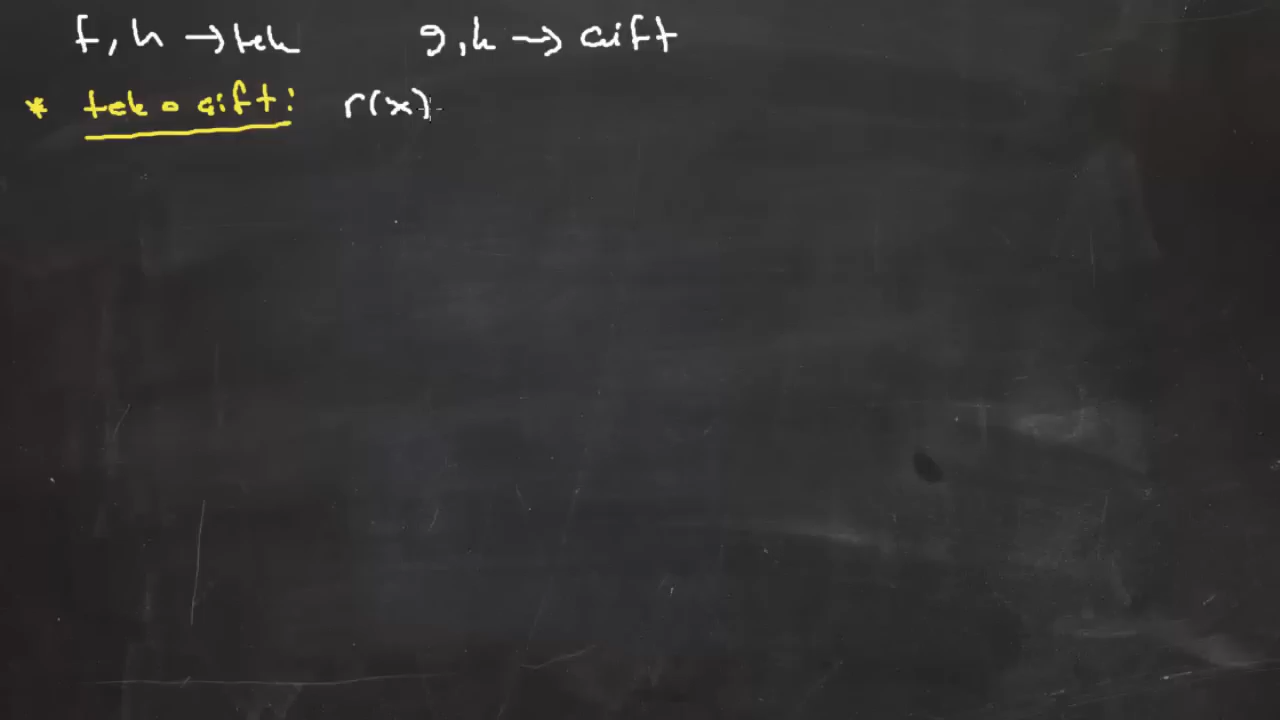 f, h → tek g, k → çift
* tek o çift: r(x)